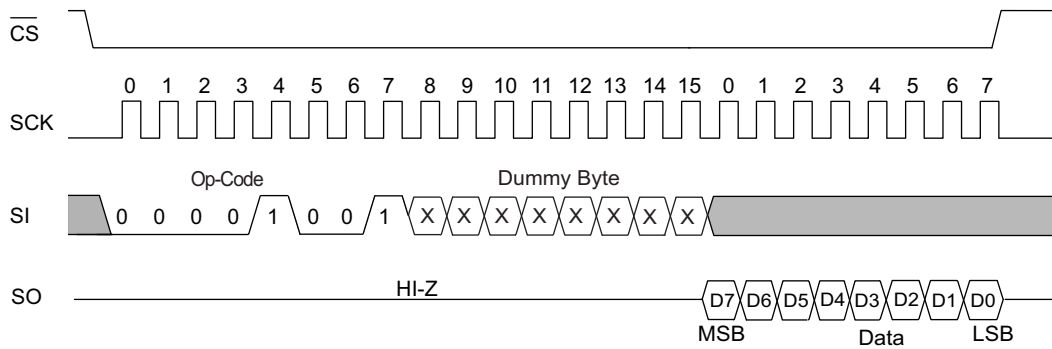 CS
0 1 2 3 4 5 6 7 8 9 10 11 12 13 14 15 0 1 2 3 4 5 6 7
SCK
Op-Code Dummy Byte
SI 0 0 0 0 1 0 0 1 X X X X X X X X
HI-Z
SO D7 D6 D5 D4 D3 D2 D1 D0
MSB Data LSB